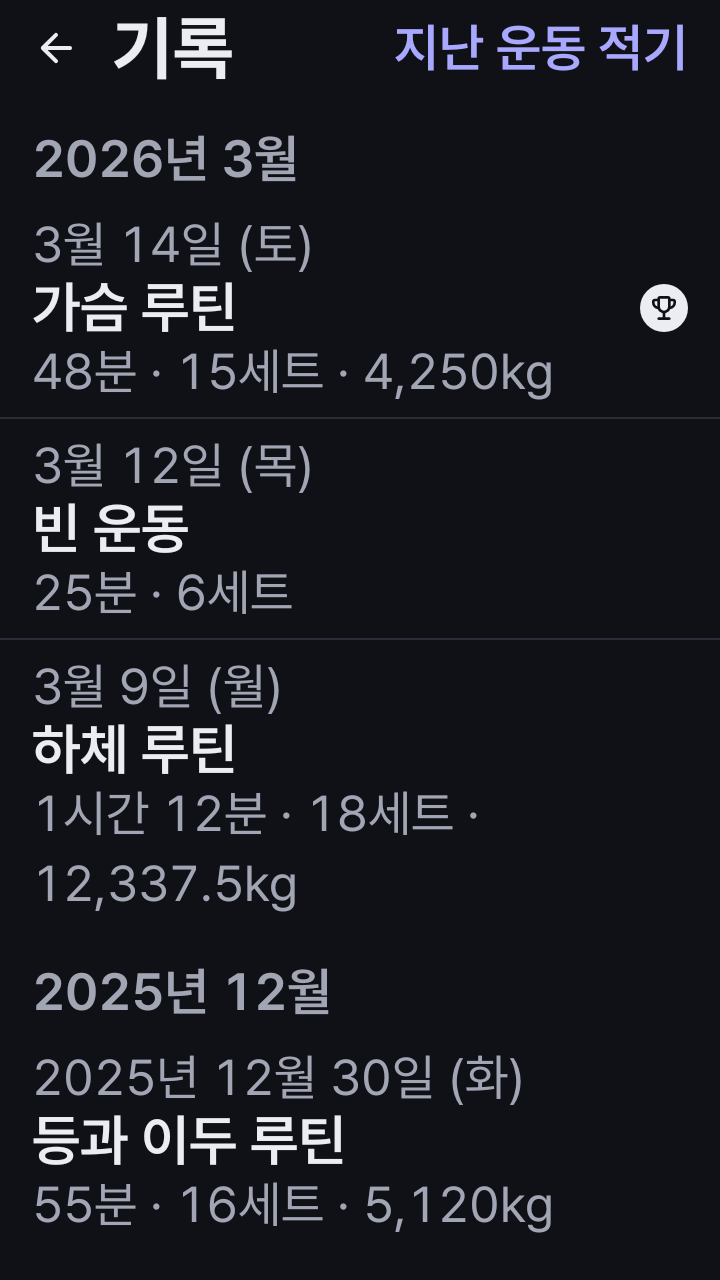 기록
지난 운동 적기
2026년 3월
3월 14일 (토)
가슴 루틴
48분 · 15세트 · 4,250kg
3월 12일 (목)
빈 운동
25분 · 6세트
3월 9일 (월)
하체 루틴
1시간 12분 · 18세트 ·
12,337.5kg
2025년 12월
2025년 12월 30일 (화)
등과 이두 루틴
55분 · 16세트 · 5,120kg